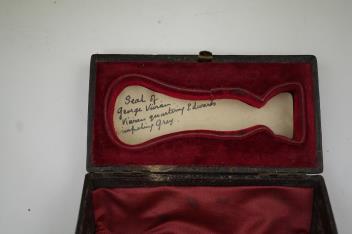 Seal of
George Vivian
Vivian quartering Edwards
impaling Grey.